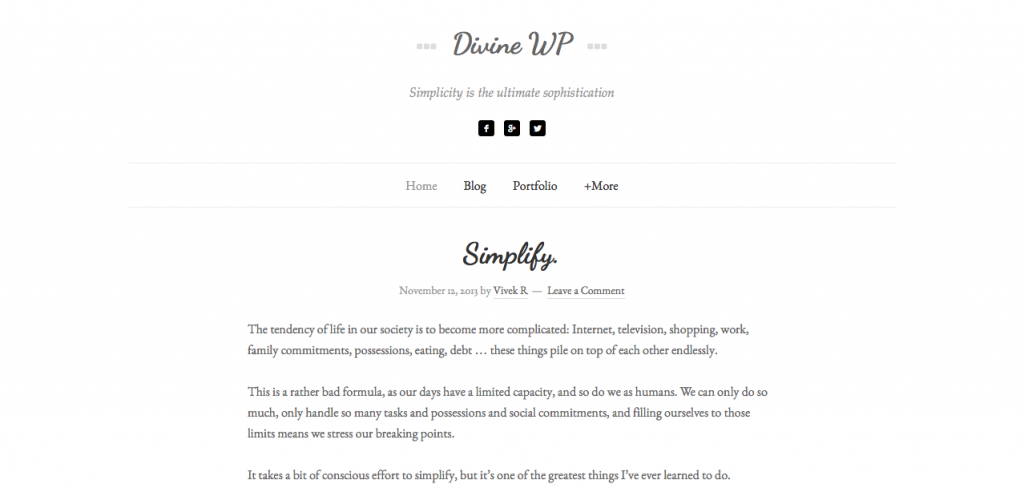 Divine WP
Simplicity is the ultimate sophistication
Home Blog Portfolio +More
Simplify.
November 12, 2013 by Vivek R — Leave a Comment
The tendency of life in our society is to become more complicated: Internet, television, shopping, work,
family commitments, possessions, eating, debt … these things pile on top of each other endlessly.
This is a rather bad formula, as our days have a limited capacity, and so do we as humans. We can only do so
much, only handle so many tasks and possessions and social commitments, and filling ourselves to those
limits means we stress our breaking points.
It takes a bit of conscious effort to simplify, but it’s one of the greatest things I’ve ever learned to do.